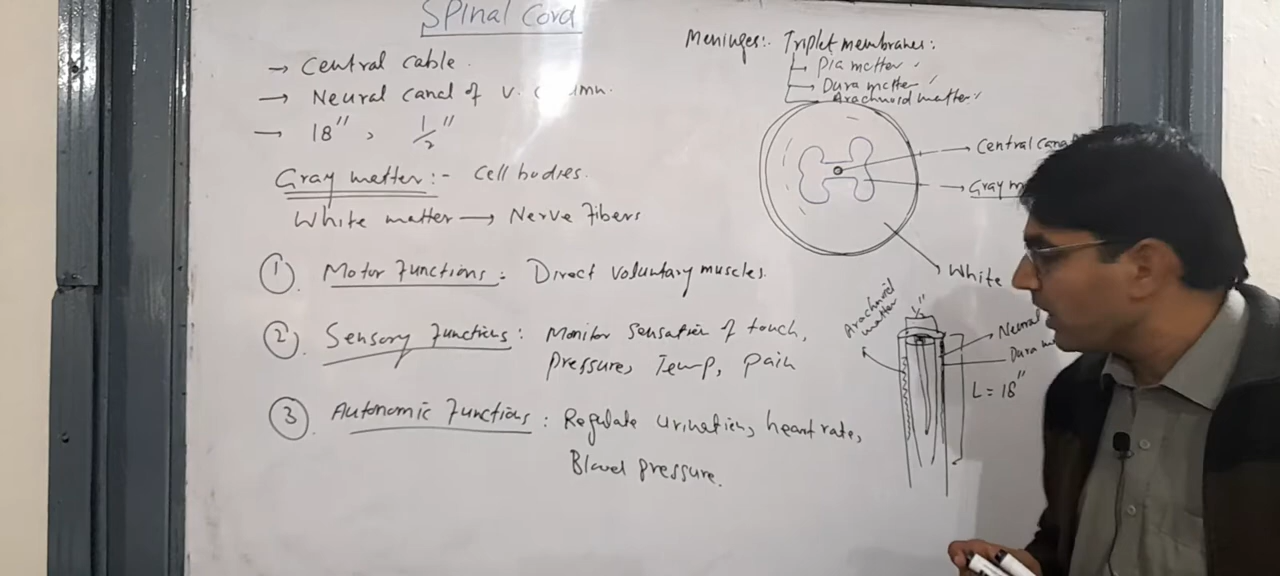 Spinal Cord
→ Central cable.
→ Neural canal of v.
→ 18", 1/2"
Gray matter:- Cell bodies.
White matter → Nerve Fibers
① Motor Functions: Direct voluntary muscles.
② Sensory Functions: Monitor Sensation of touch,
Pressure, Temp, Pain
③ Autonomic Functions: Regulate urination, heart rate,
Blood pressure.
Meninges:. Triplet membranes:
Pia matter
Dura matter
Arachnoid matter
Central
Gray
White
Arachnoid
matter
1/2"
Neural
Dura
L = 18"